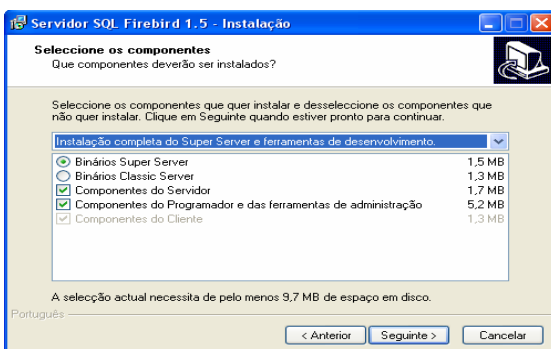 Servidor SQL Firebird 1.5 - Instalação
Seleccione os componentes
Que componentes deverão ser instalados?
Seleccione os componentes que quer instalar e desseleccione os componentes que
não quer instalar. Clique em Seguinte quando estiver pronto para continuar.
Instalação completa do Super Server e ferramentas de desenvolvimento.
Binários Super Server 1,5 MB
Binários Classic Server 1,3 MB
Componentes do Servidor 1,7 MB
Componentes do Programador e das ferramentas de administração 5,2 MB
Componentes do Cliente 1,3 MB
A selecção actual necessita de pelo menos 9,7 MB de espaço em disco.
Português
< Anterior Seguinte > Cancelar